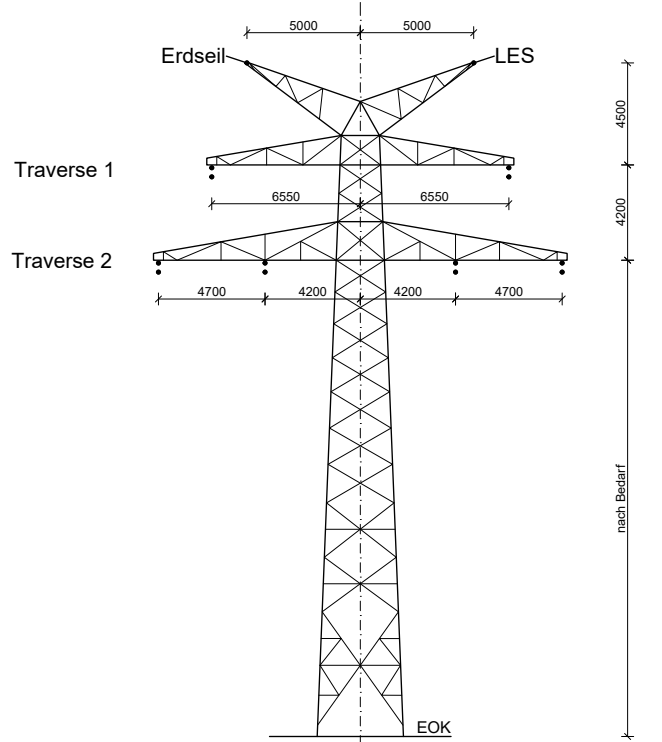 5000 5000
Erdseil LES
4500
Traverse 1
6550 6550
4200
Traverse 2
4700 4200 4200 4700
nach Bedarf
EOK